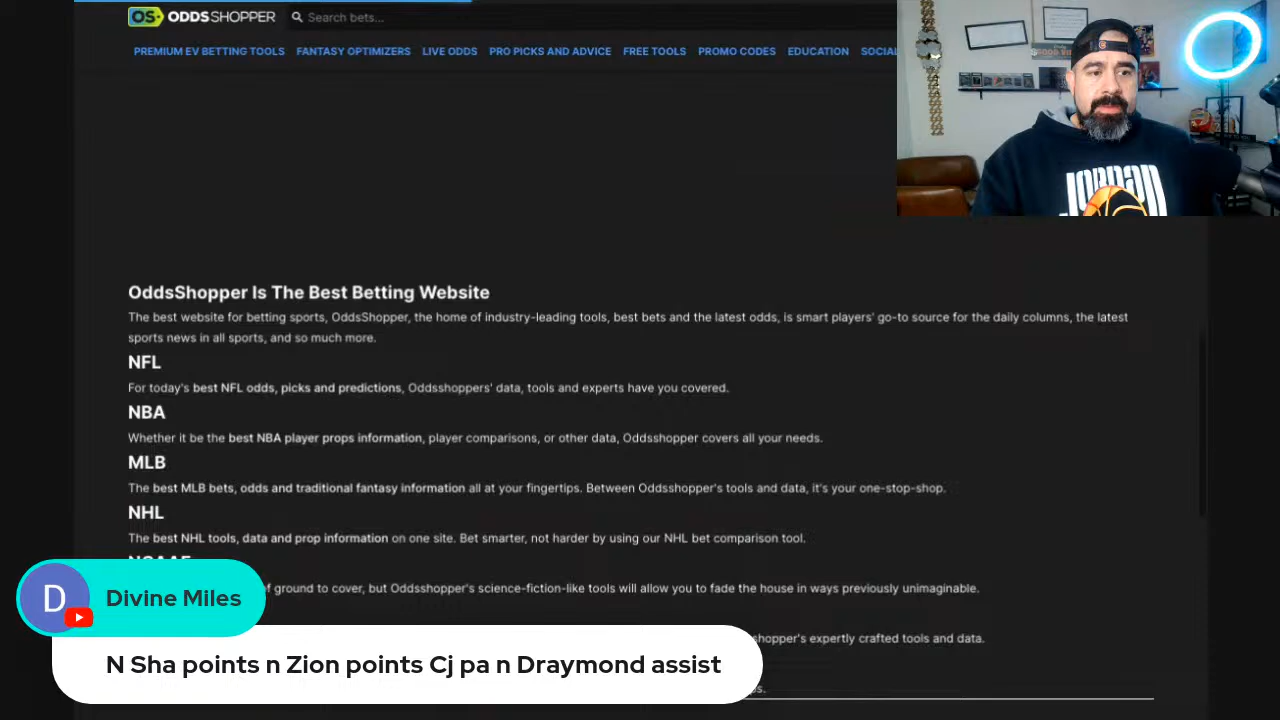 OS ODDSSHOPPER
Search bets...
PREMIUM EV BETTING TOOLS FANTASY OPTIMIZERS LIVE ODDS PRO PICKS AND ADVICE FREE TOOLS PROMO CODES EDUCATION SOCIAL
JORDAN
OddsShopper Is The Best Betting Website
The best website for betting sports, OddsShopper, the home of industry-leading tools, best bets and the latest odds, is smart players' go-to source for the daily columns, the latest
sports news in all sports, and so much more.
NFL
For today's best NFL odds, picks and predictions, Oddsshoppers' data, tools and experts have you covered.
NBA
Whether it be the best NBA player props information, player comparisons, or other data, Oddsshopper covers all your needs.
MLB
The best MLB bets, odds and traditional fantasy information all at your fingertips. Between Oddsshopper's tools and data, it's your one-stop-shop.
NHL
The best NHL tools, data and prop information on one site. Bet smarter, not harder by using our NHL bet comparison tool.
NCAAF
of ground to cover, but Oddsshopper's science-fiction-like tools will allow you to fade the house in ways previously unimaginable.
D Divine Miles
shopper's expertly crafted tools and data.
N Sha points n Zion points Cj pa n Draymond assist